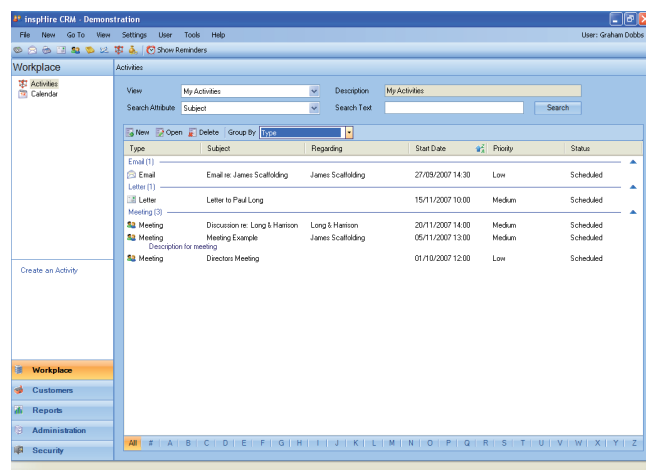 inspHire CRM - Demonstration
File New Go To View Settings User Tools Help User: Graham Dobbs
Show Reminders
Workplace Activities
Activities
Calendar
View My Activities Description My Activities
Search Attribute Subject Search Text Search
New Open Delete Group By Type
Type Subject Regarding Start Date Priority Status
Email (1)
Email Email re: James Scaffolding James Scaffolding 27/09/2007 14:30 Low Scheduled
Letter (1)
Letter Letter to Paul Long 15/11/2007 10:00 Medium Scheduled
Meeting (3)
Meeting Discussion re: Long & Harrison Long & Harrison 20/11/2007 14:00 Medium Scheduled
Meeting Meeting Example James Scaffolding 05/11/2007 13:00 Medium Scheduled
Description for meeting
Meeting Directors Meeting 01/10/2007 12:00 Low Scheduled
Create an Activity
Workplace
Customers
Reports
Administration
Security
All # A B C D E F G H I J K L M N O P Q R S T U V W X Y Z